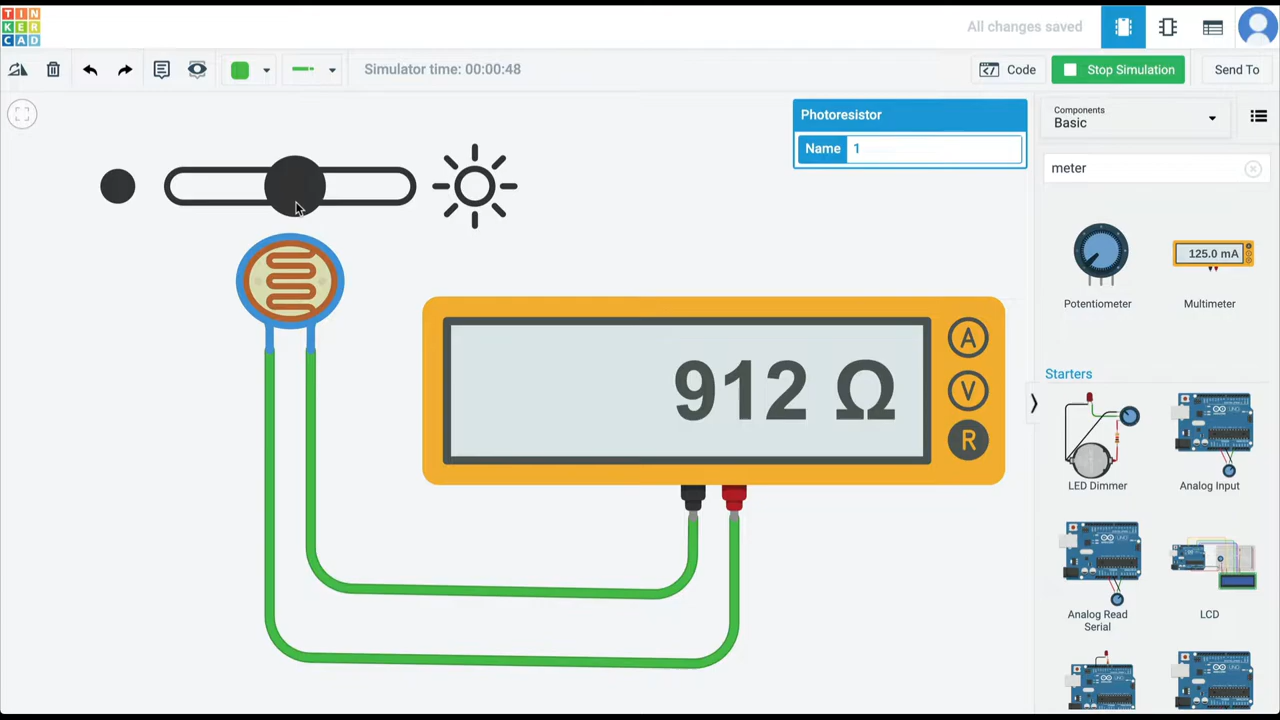 TIN
KER
CAD
All changes saved
Simulator time: 00:00:48
Code
Stop Simulation
Send To
Photoresistor
Name 1
Components
Basic
meter
125.0 mA
Potentiometer
Multimeter
912 Ω
A
V
R
Starters
LED Dimmer
Analog Input
Analog Read
Serial
LCD